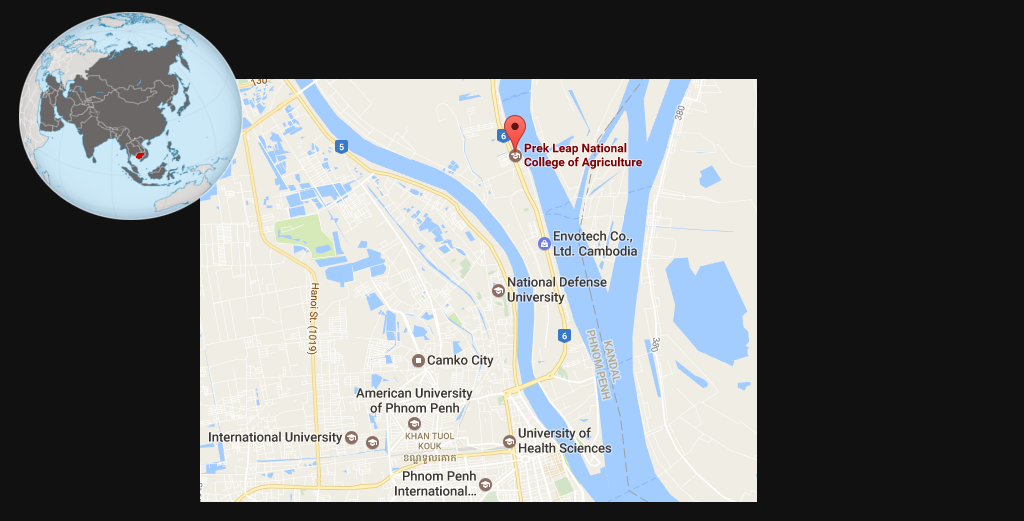 130
5
6
380
Prek Leap National
College of Agriculture
Envotech Co.,
Ltd. Cambodia
National Defense
University
Hanoi St. (1019)
6
KANDAL
PHNOM PENH
380
Camko City
American University
of Phnom Penh
International University
KHAN TUOL
KOUK
ខណ្ឌទួលគោក
University of
Health Sciences
Phnom Penh
International...